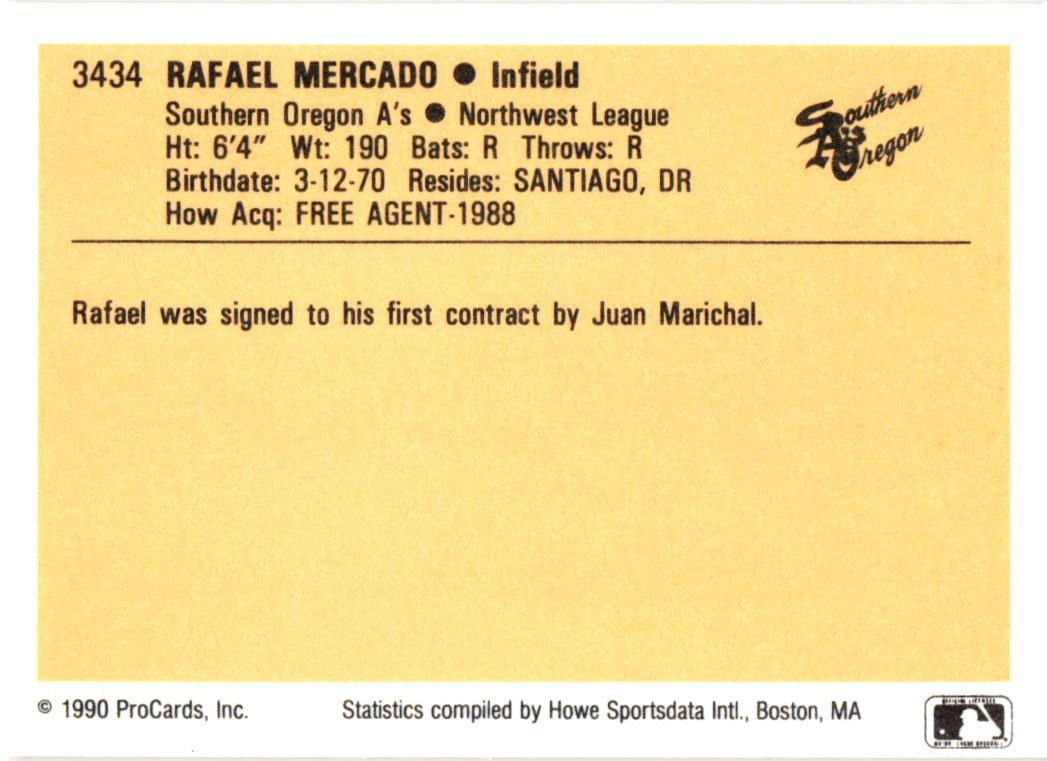 3434 RAFAEL MERCADO ● Infield
Southern Oregon A's ● Northwest League
Ht: 6'4” Wt: 190 Bats: R Throws: R
Birthdate: 3-12-70 Resides: SANTIAGO, DR
How Acq: FREE AGENT-1988
Southern
A's
Oregon
Rafael was signed to his first contract by Juan Marichal.
© 1990 ProCards, Inc. Statistics compiled by Howe Sportsdata Intl., Boston, MA